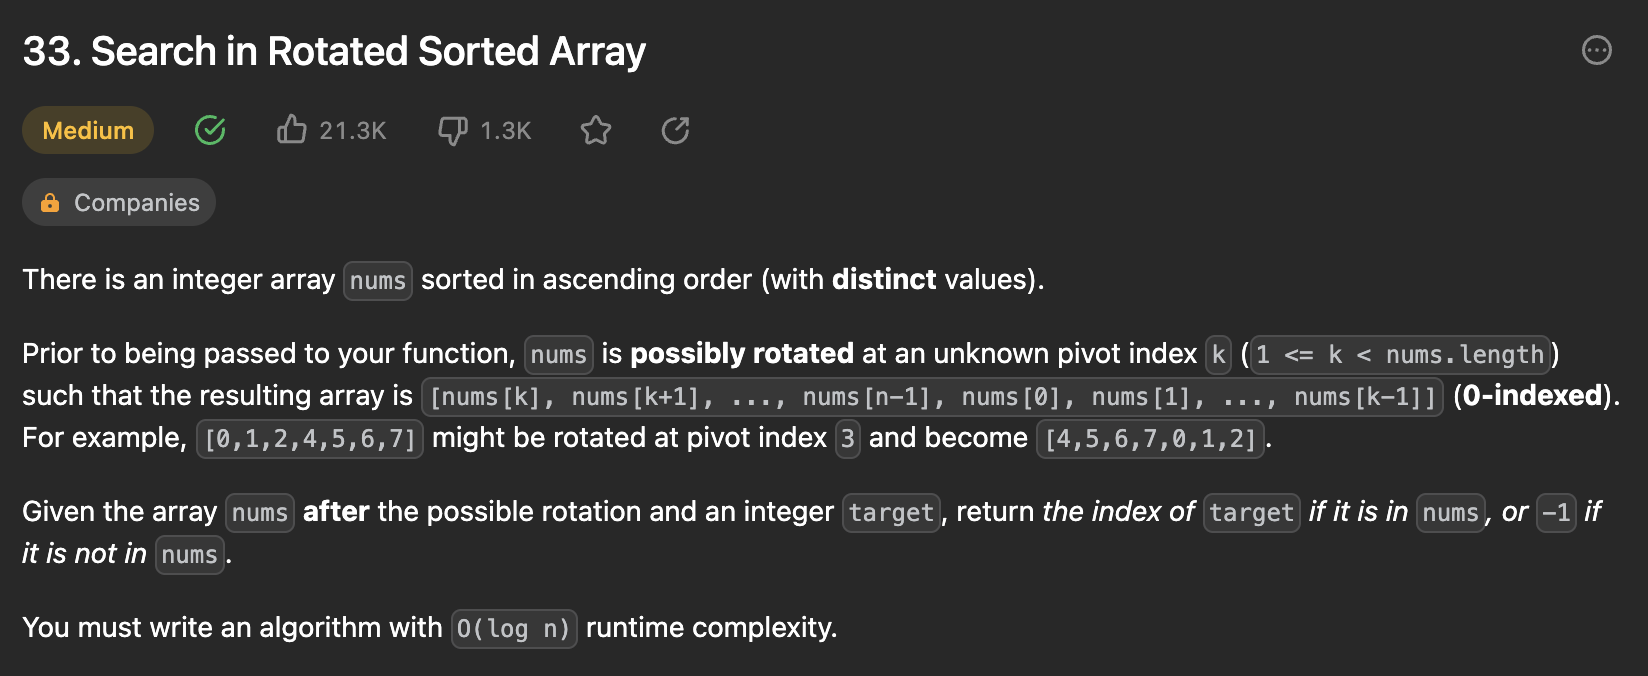 33. Search in Rotated Sorted Array
Medium 21.3K 1.3K
Companies
There is an integer array nums sorted in ascending order (with distinct values).
Prior to being passed to your function, nums is possibly rotated at an unknown pivot index k (1 <= k < nums.length)
such that the resulting array is [nums[k], nums[k+1], ..., nums[n-1], nums[0], nums[1], ..., nums[k-1]] (0-indexed).
For example, [0,1,2,4,5,6,7] might be rotated at pivot index 3 and become [4,5,6,7,0,1,2].
Given the array nums after the possible rotation and an integer target, return the index of target if it is in nums, or -1 if
it is not in nums.
You must write an algorithm with O(log n) runtime complexity.